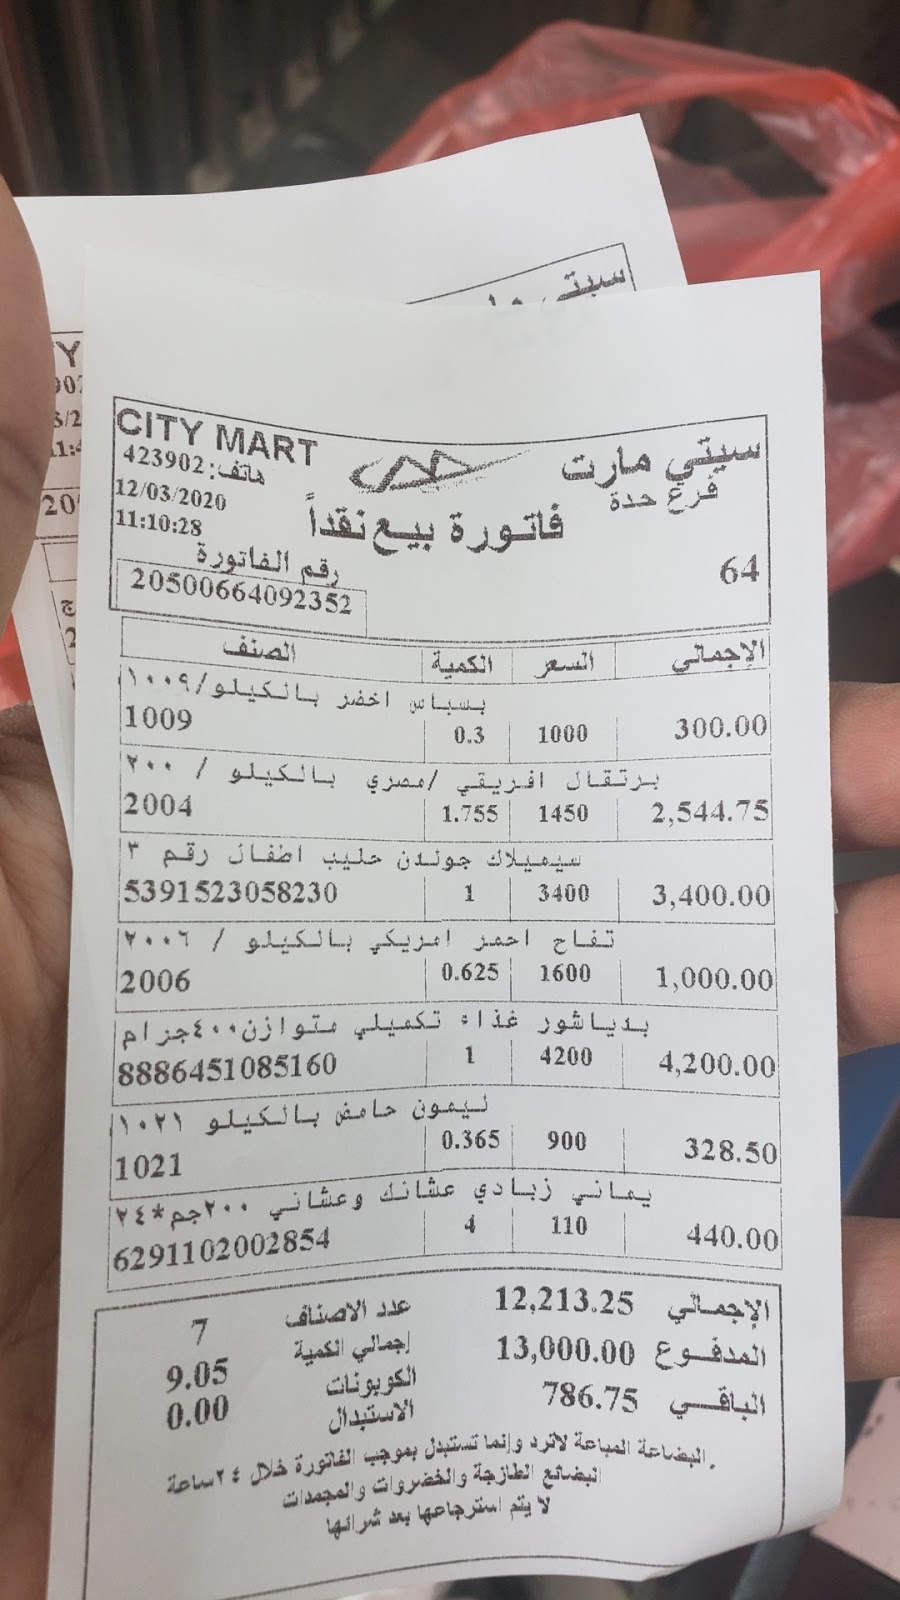 سيتي
Y
CITY MART
سيتي مارت
هاتف: 423902
فرع حدة
12/03/2020
11:10:28
فاتورة بيع نقداً
رقم الفاتورة
20500664092352
64
الصنف الكمية السعر الإجمالي
بسباس اخضر بالكيلو/١٠٠٩
1009 0.3 1000 300.00
برتقال افريقي /مصري بالكيلو / ٢٠٠
2004 1.755 1450 2,544.75
سيميلاك جولدن حليب اطفال رقم ٣
5391523058230 1 3400 3,400.00
تفاح احمر امريكي بالكيلو / ٢٠٠٦
2006 0.625 1600 1,000.00
بدياشور غذاء تكميلي متوازن٤٠٠جرام
8886451085160 1 4200 4,200.00
ليمون حامض بالكيلو ١٠٢١
1021 0.365 900 328.50
يماني زبادي عشانك وعشاني ٢٠٠جم*٢٤
6291102002854 4 110 440.00
الإجمالي 12,213.25 عدد الاصناف 7
المدفوع 13,000.00 إجمالي الكمية 9.05
الباقي 786.75 الكوبونات 0.00
الاستبدال
. البضاعة المباعة لاترد وإنما تستبدل بموجب الفاتورة خلال ٢٤ساعة
البضائع الطازجة والخضروات والمجمدات
لا يتم استرجاعها بعد شرائها